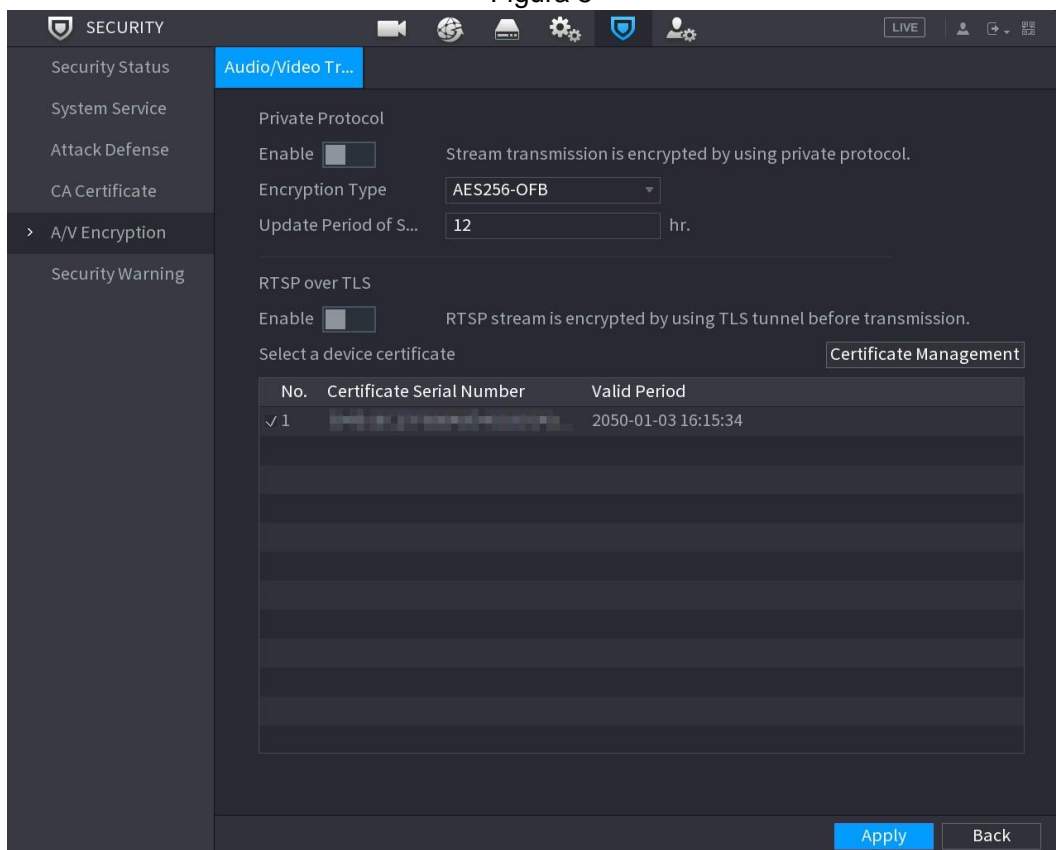 SECURITY
LIVE
Security Status
Audio/Video Tr...
System Service
Private Protocol
Attack Defense
Enable
Stream transmission is encrypted by using private protocol.
CA Certificate
Encryption Type
AES256-OFB
A/V Encryption
Update Period of S...
12
hr.
Security Warning
RTSP over TLS
Enable
RTSP stream is encrypted by using TLS tunnel before transmission.
Select a device certificate
Certificate Management
No.
Certificate Serial Number
Valid Period
1
2050-01-03 16:15:34
Apply
Back